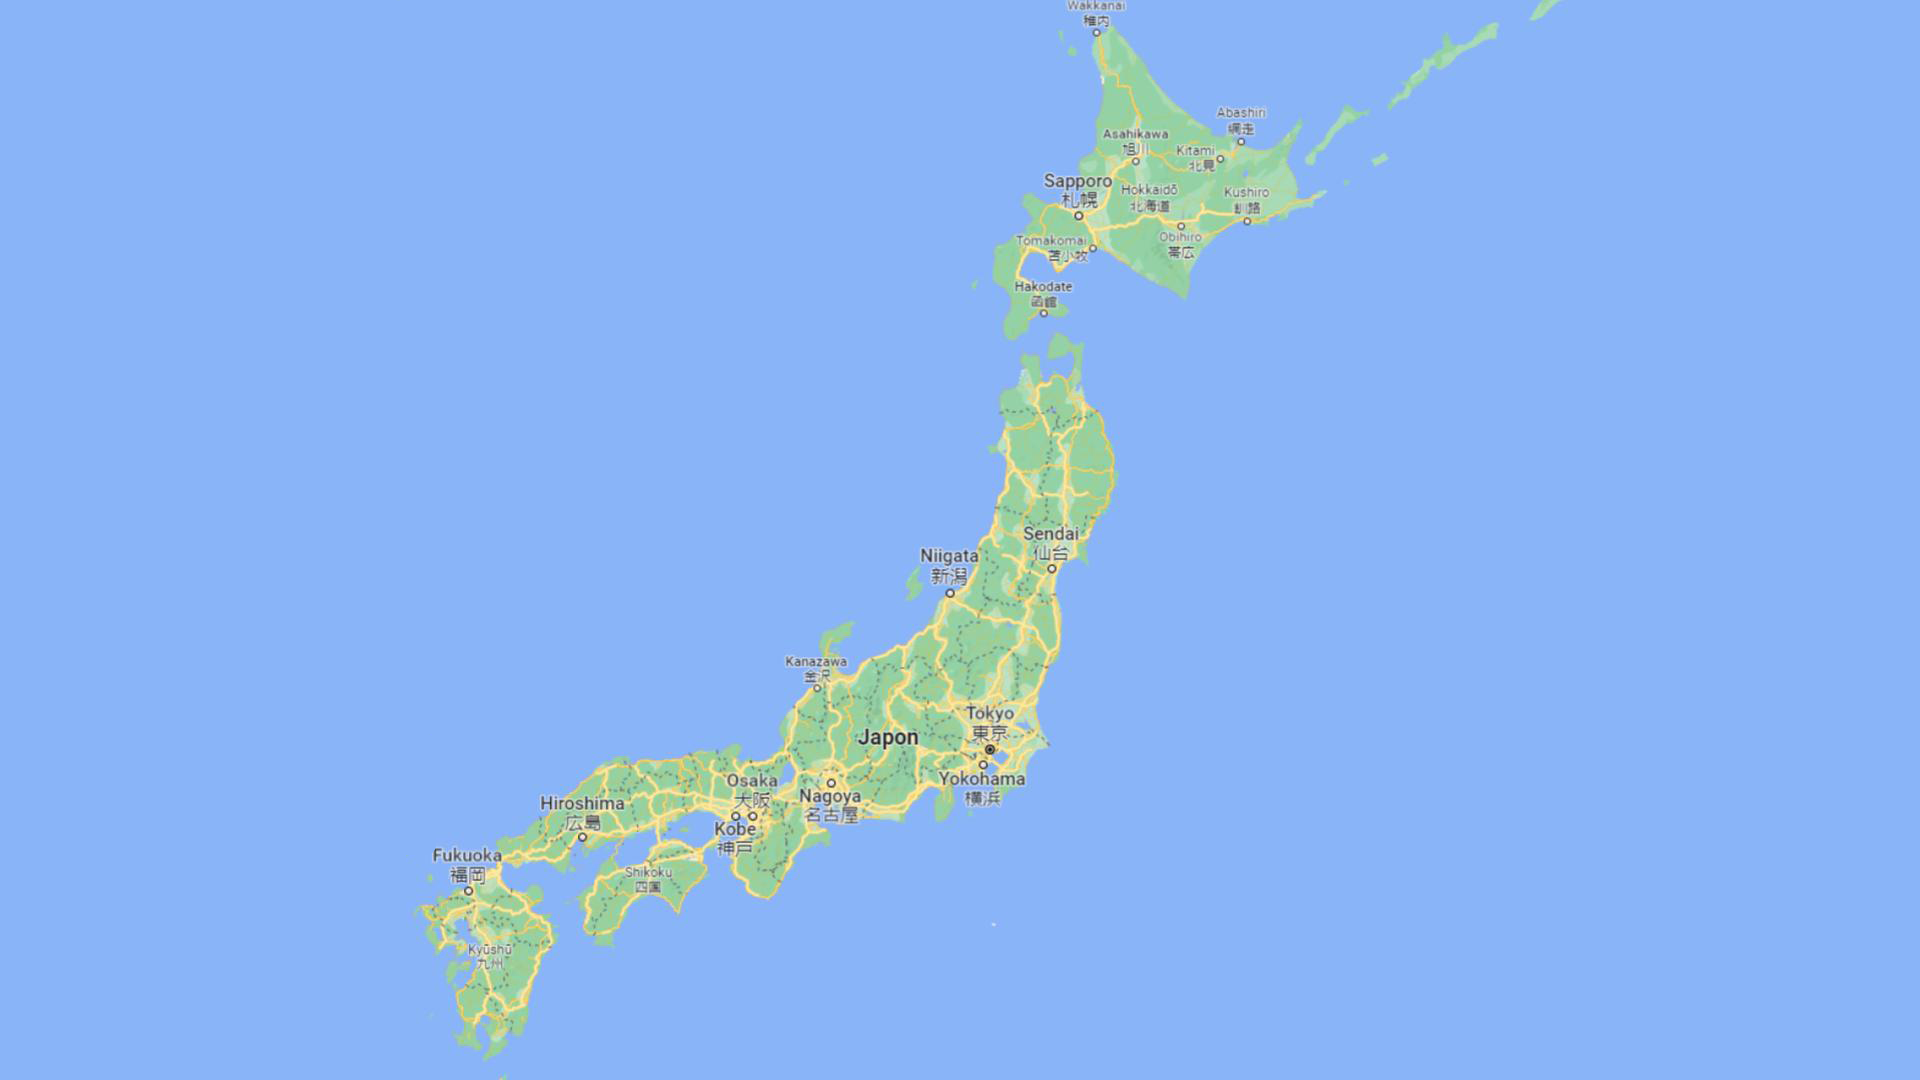 Wakkanai
稚内
Abashiri
網走
Asahikawa
旭川
Kitami
北見
Sapporo
札幌
Hokkaidō
北海道
Kushiro
釧路
Tomakomai
苫小牧
Obihiro
帯広
Hakodate
函館
Sendai
仙台
Niigata
新潟
Kanazawa
金沢
Tokyo
東京
Japon
Yokohama
横浜
Osaka
大阪
Nagoya
名古屋
Hiroshima
広島
Kobe
神戸
Fukuoka
福岡
Shikoku
四國
Kyūshū
九州